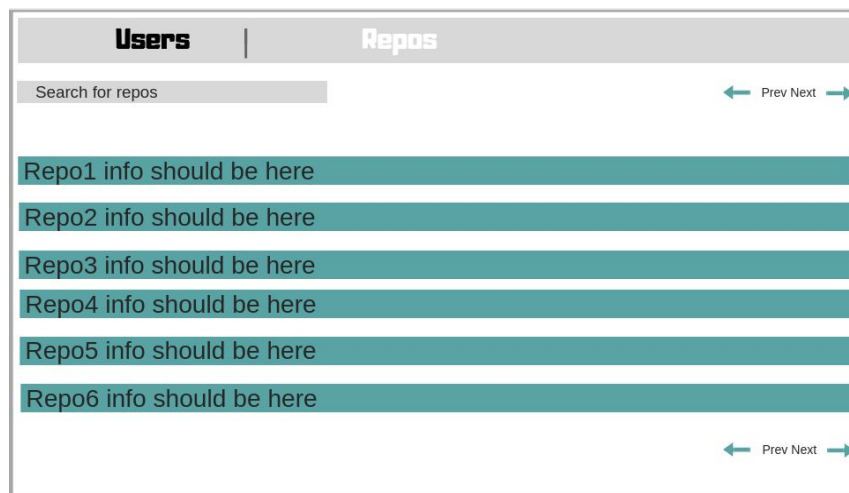 Users | Repos
Search for repos
Prev Next
Repo1 info should be here
Repo2 info should be here
Repo3 info should be here
Repo4 info should be here
Repo5 info should be here
Repo6 info should be here
Prev Next